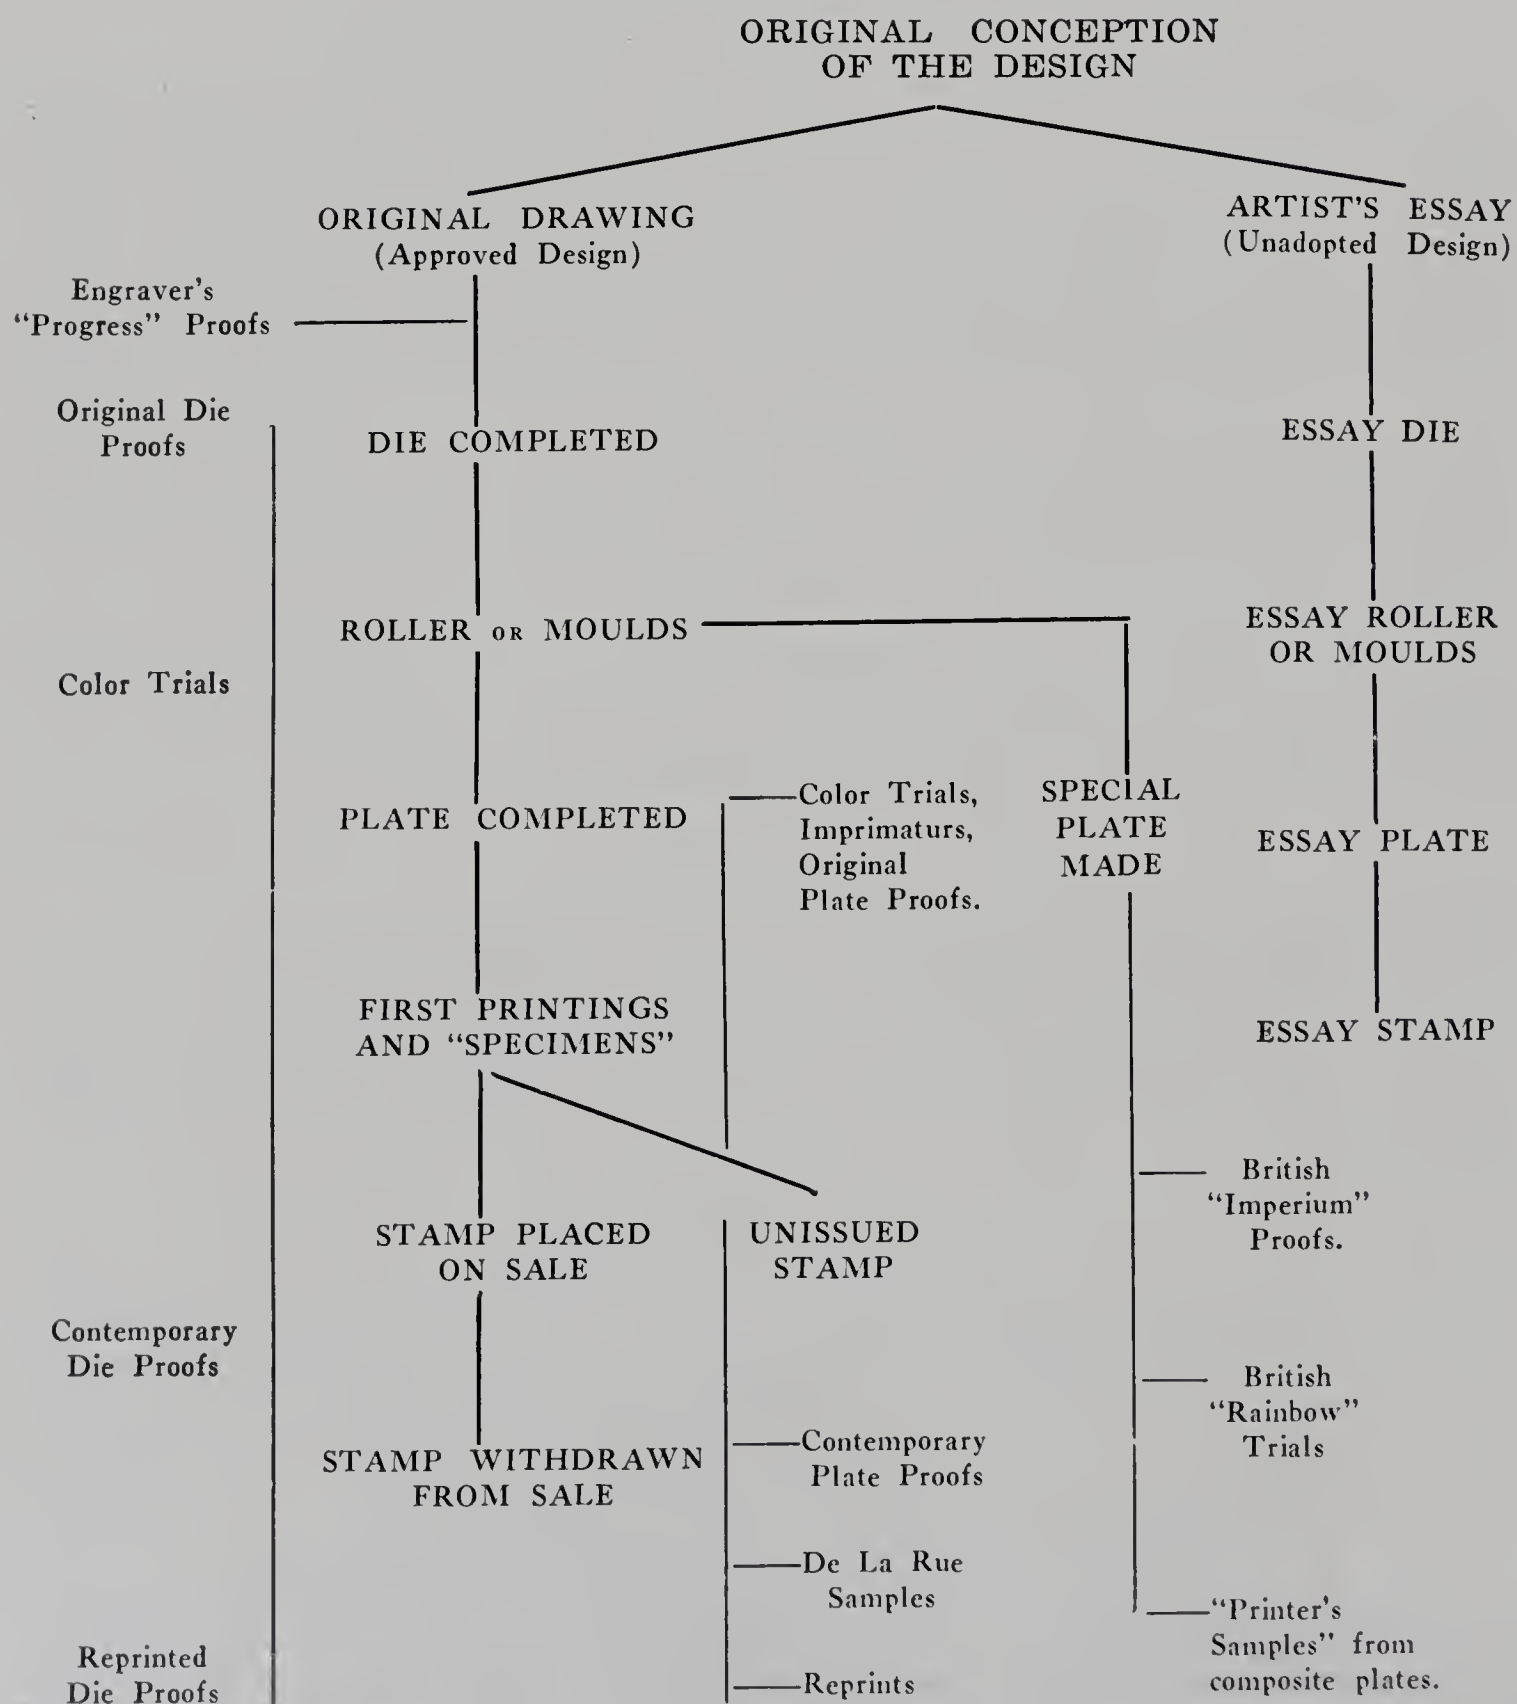 ORIGINAL CONCEPTION
OF THE DESIGN
ORIGINAL DRAWING
(Approved Design)
ARTIST'S ESSAY
(Unadopted Design)
Engraver's
“Progress” Proofs
Original Die
Proofs
DIE COMPLETED
ESSAY DIE
ROLLER OR MOULDS
ESSAY ROLLER
OR MOULDS
Color Trials
PLATE COMPLETED
Color Trials,
Imprimaturs,
Original
Plate Proofs.
SPECIAL
PLATE
MADE
ESSAY PLATE
FIRST PRINTINGS
AND “SPECIMENS”
ESSAY STAMP
British
“Imperium”
Proofs.
STAMP PLACED
ON SALE
UNISSUED
STAMP
Contemporary
Die Proofs
British
“Rainbow”
Trials
STAMP WITHDRAWN
FROM SALE
Contemporary
Plate Proofs
De La Rue
Samples
“Printer's
Samples” from
composite plates.
Reprinted
Die Proofs
Reprints